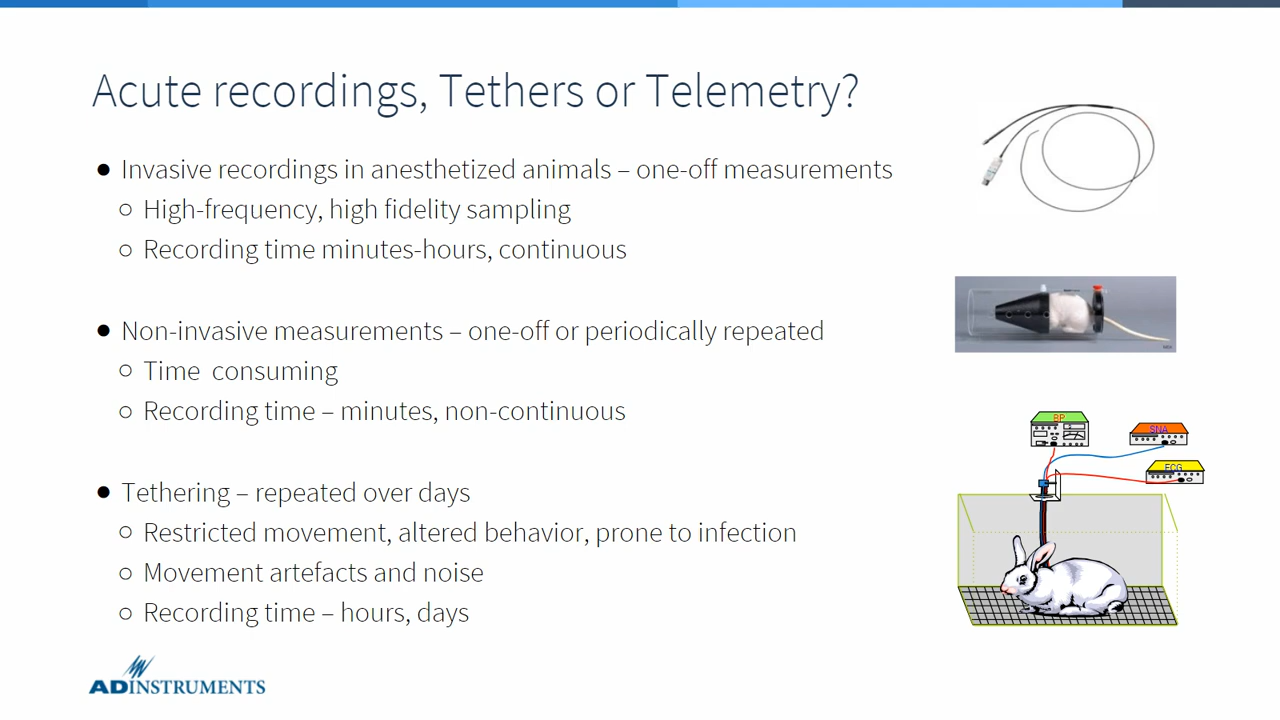 Acute recordings, Tethers or Telemetry?
● Invasive recordings in anesthetized animals – one-off measurements
○ High-frequency, high fidelity sampling
○ Recording time minutes-hours, continuous
● Non-invasive measurements – one-off or periodically repeated
○ Time  consuming
○ Recording time – minutes, non-continuous
● Tethering – repeated over days
○ Restricted movement, altered behavior, prone to infection
○ Movement artefacts and noise
○ Recording time – hours, days
BP
SNA
ECG
ADINSTRUMENTS